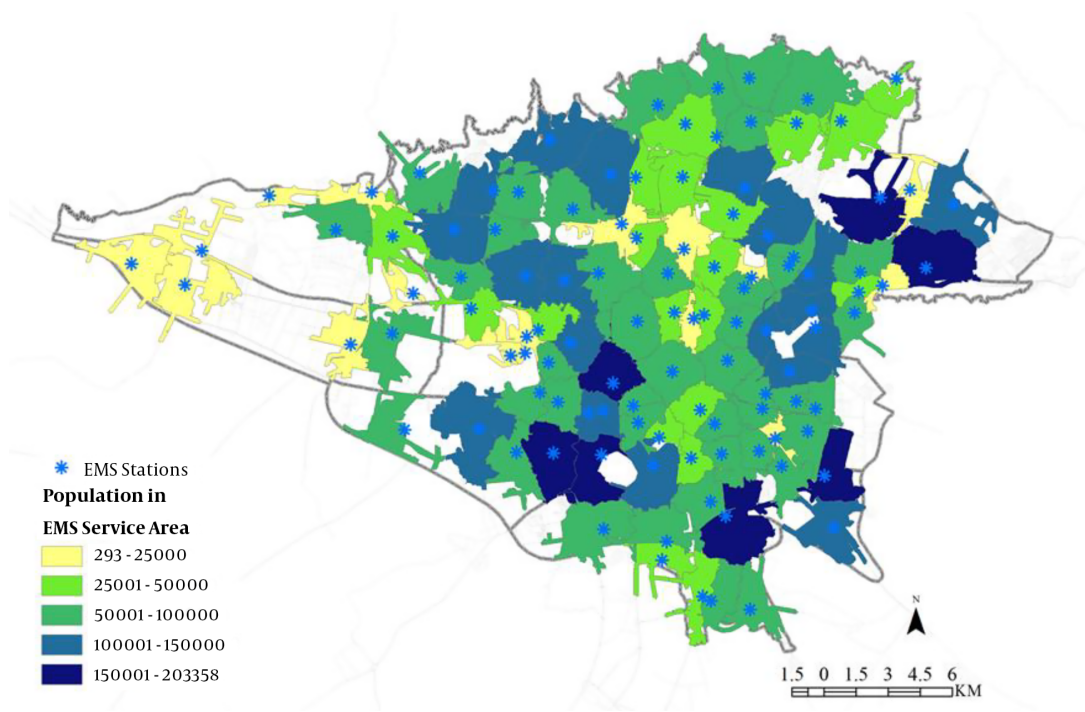 EMS Stations
Population in
EMS Service Area
293 - 25000
25001 - 50000
50001 - 100000
100001 - 150000
150001 - 203358
N
1.5 0 1.5 3 4.5 6
KM